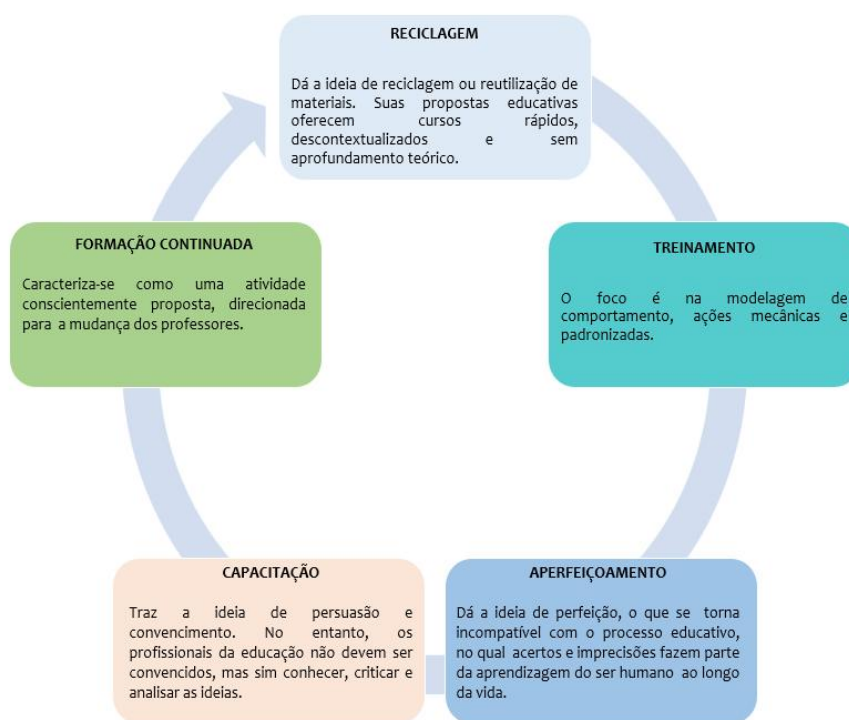 RECICLAGEM
Dá a ideia de reciclagem ou reutilização de
materiais. Suas propostas educativas
oferecem cursos rápidos,
descontextualizados e sem
aprofundamento teórico.
TREINAMENTO
O foco é na modelagem de
comportamento, ações mecânicas e
padronizadas.
APERFEIÇOAMENTO
Dá a ideia de perfeição, o que se torna
incompatível com o processo educativo,
no qual acertos e imprecisões fazem parte
da aprendizagem do ser humano ao longo
da vida.
CAPACITAÇÃO
Traz a ideia de persuasão e
convencimento. No entanto, os
profissionais da educação não devem ser
convencidos, mas sim conhecer, criticar e
analisar as ideias.
FORMAÇÃO CONTINUADA
Caracteriza-se como uma atividade
conscientemente proposta, direcionada
para a mudança dos professores.